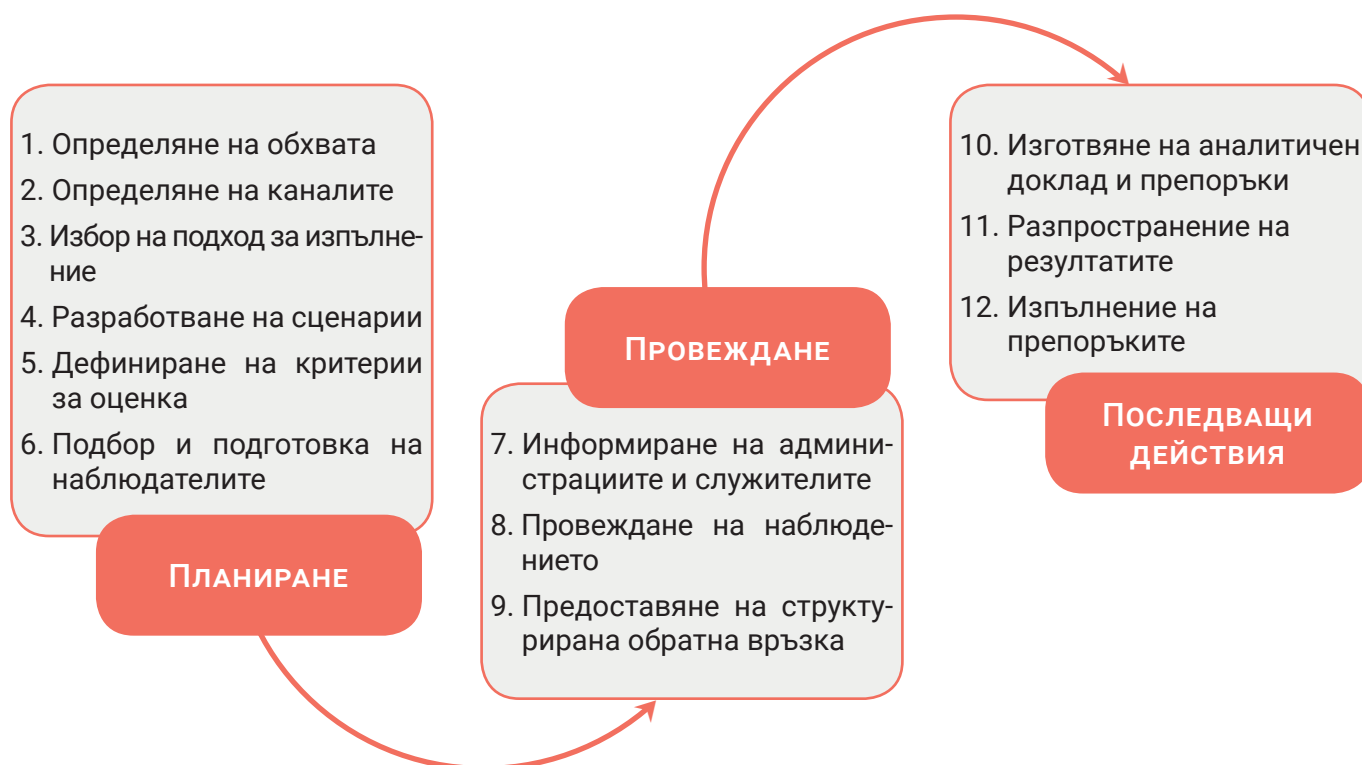 1. Определяне на обхвата
2. Определяне на каналите
3. Избор на подход за изпълне-
ние
4. Разработване на сценарии
5. Дефиниране на критерии
за оценка
6. Подбор и подготовка на
наблюдателите
ПЛАНИРАНЕ
ПРОВЕЖДАНЕ
7. Информиране на админи-
страциите и служителите
8. Провеждане на наблюде-
нието
9. Предоставяне на структу-
рирана обратна връзка
10. Изготвяне на аналитичен
доклад и препоръки
11. Разпространение на
резултатите
12. Изпълнение на
препоръките
ПОСЛЕДВАЩИ
ДЕЙСТВИЯ